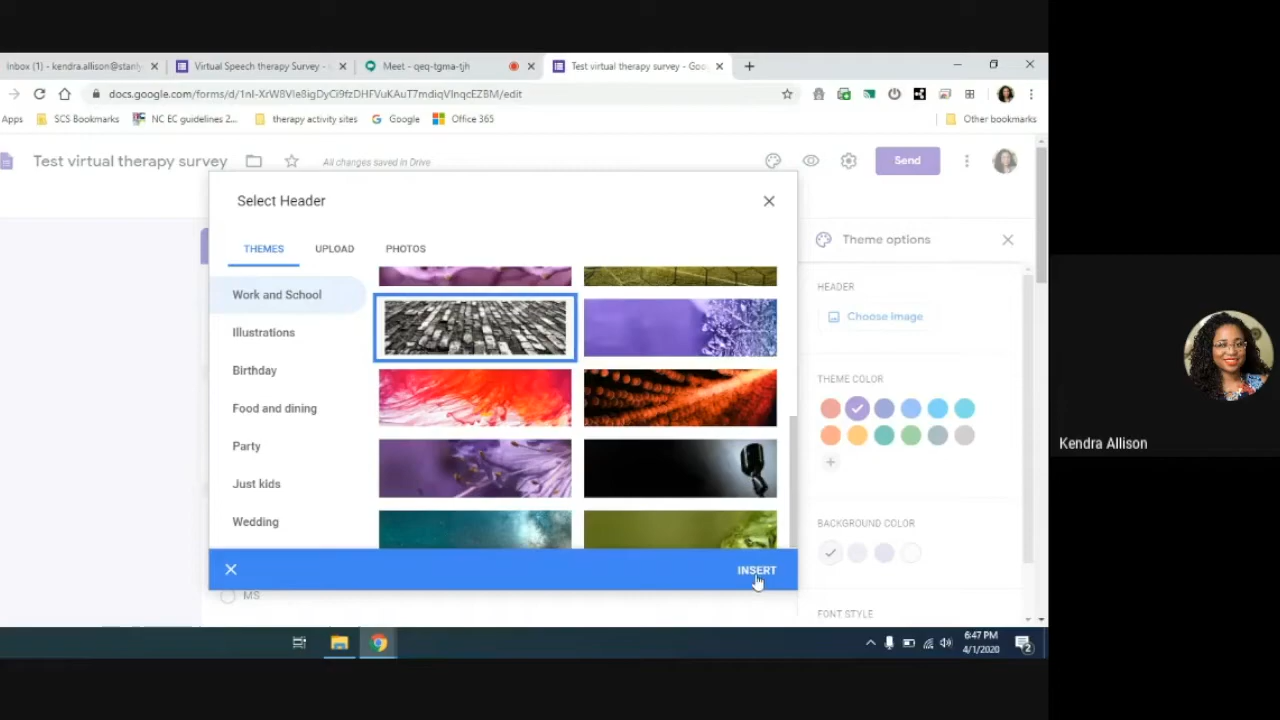 Inbox (1) - kendra.allison@stanly
Virtual Speech therapy Survey -
Meet - qeq-tgma-tjh
Test virtual therapy survey - Goo
docs.google.com/forms/d/
/edit
Apps
SCS Bookmarks
NC EC guidelines 2...
therapy activity sites
Google
Office 365
Other bookmarks
Test virtual therapy survey
All changes saved in Drive
Send
Select Header
THEMES
UPLOAD
PHOTOS
Work and School
Illustrations
Birthday
Food and dining
Party
Just kids
Wedding
INSERT
MS
Theme options
HEADER
Choose image
THEME COLOR
BACKGROUND COLOR
FONT STYLE
Kendra Allison
6:47 PM
4/1/2020
2